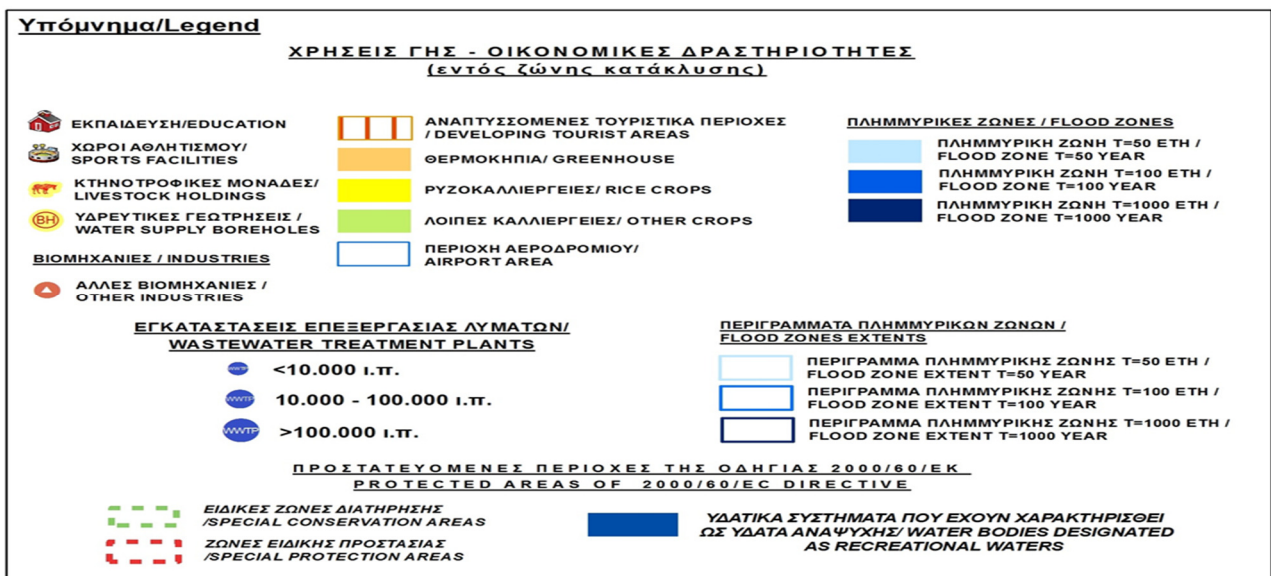 Υπόμνημα/Legend
ΧΡΗΣΕΙΣ ΓΗΣ - ΟΙΚΟΝΟΜΙΚΕΣ ΔΡΑΣΤΗΡΙΟΤΗΤΕΣ
(εντός ζώνης κατάκλυσης)
ΕΚΠΑΙΔΕΥΣΗ/EDUCATION
ΧΩΡΟΙ ΑΘΛΗΤΙΣΜΟΥ/
SPORTS FACILITIES
ΚΤΗΝΟΤΡΟΦΙΚΕΣ ΜΟΝΑΔΕΣ/
LIVESTOCK HOLDINGS
BH
ΥΔΡΕΥΤΙΚΕΣ ΓΕΩΤΡΗΣΕΙΣ /
WATER SUPPLY BOREHOLES
ΒΙΟΜΗΧΑΝΙΕΣ / INDUSTRIES
ΑΛΛΕΣ ΒΙΟΜΗΧΑΝΙΕΣ /
OTHER INDUSTRIES
ΑΝΑΠΤΥΣΣΟΜΕΝΕΣ ΤΟΥΡΙΣΤΙΚΑ ΠΕΡΙΟΧΕΣ
/ DEVELOPING TOURIST AREAS
ΘΕΡΜΟΚΗΠΙΑ/ GREENHOUSE
ΡΥΖΟΚΑΛΛΙΕΡΓΕΙΕΣ/ RICE CROPS
ΛΟΙΠΕΣ ΚΑΛΛΙΕΡΓΕΙΕΣ/ OTHER CROPS
ΠΕΡΙΟΧΗ ΑΕΡΟΔΡΟΜΙΟΥ/
AIRPORT AREA
ΠΛΗΜΜΥΡΙΚΕΣ ΖΩΝΕΣ / FLOOD ZONES
ΠΛΗΜΜΥΡΙΚΗ ΖΩΝΗ Τ=50 ΕΤΗ /
FLOOD ZONE T=50 YEAR
ΠΛΗΜΜΥΡΙΚΗ ΖΩΝΗ Τ=100 ΕΤΗ /
FLOOD ZONE T=100 YEAR
ΠΛΗΜΜΥΡΙΚΗ ΖΩΝΗ Τ=1000 ΕΤΗ /
FLOOD ZONE T=1000 YEAR
ΕΓΚΑΤΑΣΤΑΣΕΙΣ ΕΠΕΞΕΡΓΑΣΙΑΣ ΛΥΜΑΤΩΝ/
WASTEWATER TREATMENT PLANTS
WWTP <10.000 ι.π.
WWTP 10.000 - 100.000 ι.π.
WWTP >100.000 ι.π.
ΠΕΡΙΓΡΑΜΜΑΤΑ ΠΛΗΜΜΥΡΙΚΩΝ ΖΩΝΩΝ /
FLOOD ZONES EXTENTS
ΠΕΡΙΓΡΑΜΜΑ ΠΛΗΜΜΥΡΙΚΗΣ ΖΩΝΗΣ Τ=50 ΕΤΗ /
FLOOD ZONE EXTENT T=50 YEAR
ΠΕΡΙΓΡΑΜΜΑ ΠΛΗΜΜΥΡΙΚΗΣ ΖΩΝΗΣ Τ=100 ΕΤΗ /
FLOOD ZONE EXTENT T=100 YEAR
ΠΕΡΙΓΡΑΜΜΑ ΠΛΗΜΜΥΡΙΚΗΣ ΖΩΝΗΣ Τ=1000 ΕΤΗ /
FLOOD ZONE EXTENT T=1000 YEAR
ΠΡΟΣΤΑΤΕΥΟΜΕΝΕΣ ΠΕΡΙΟΧΕΣ ΤΗΣ ΟΔΗΓΙΑΣ 2000/60/ΕΚ
PROTECTED AREAS OF 2000/60/EC DIRECTIVE
ΕΙΔΙΚΕΣ ΖΩΝΕΣ ΔΙΑΤΗΡΗΣΗΣ
/SPECIAL CONSERVATION AREAS
ΖΩΝΕΣ ΕΙΔΙΚΗΣ ΠΡΟΣΤΑΣΙΑΣ
/SPECIAL PROTECTION AREAS
ΥΔΑΤΙΚΑ ΣΥΣΤΗΜΑΤΑ ΠΟΥ ΕΧΟΥΝ ΧΑΡΑΚΤΗΡΙΣΘΕΙ
ΩΣ ΥΔΑΤΑ ΑΝΑΨΥΧΗΣ/ WATER BODIES DESIGNATED
AS RECREATIONAL WATERS